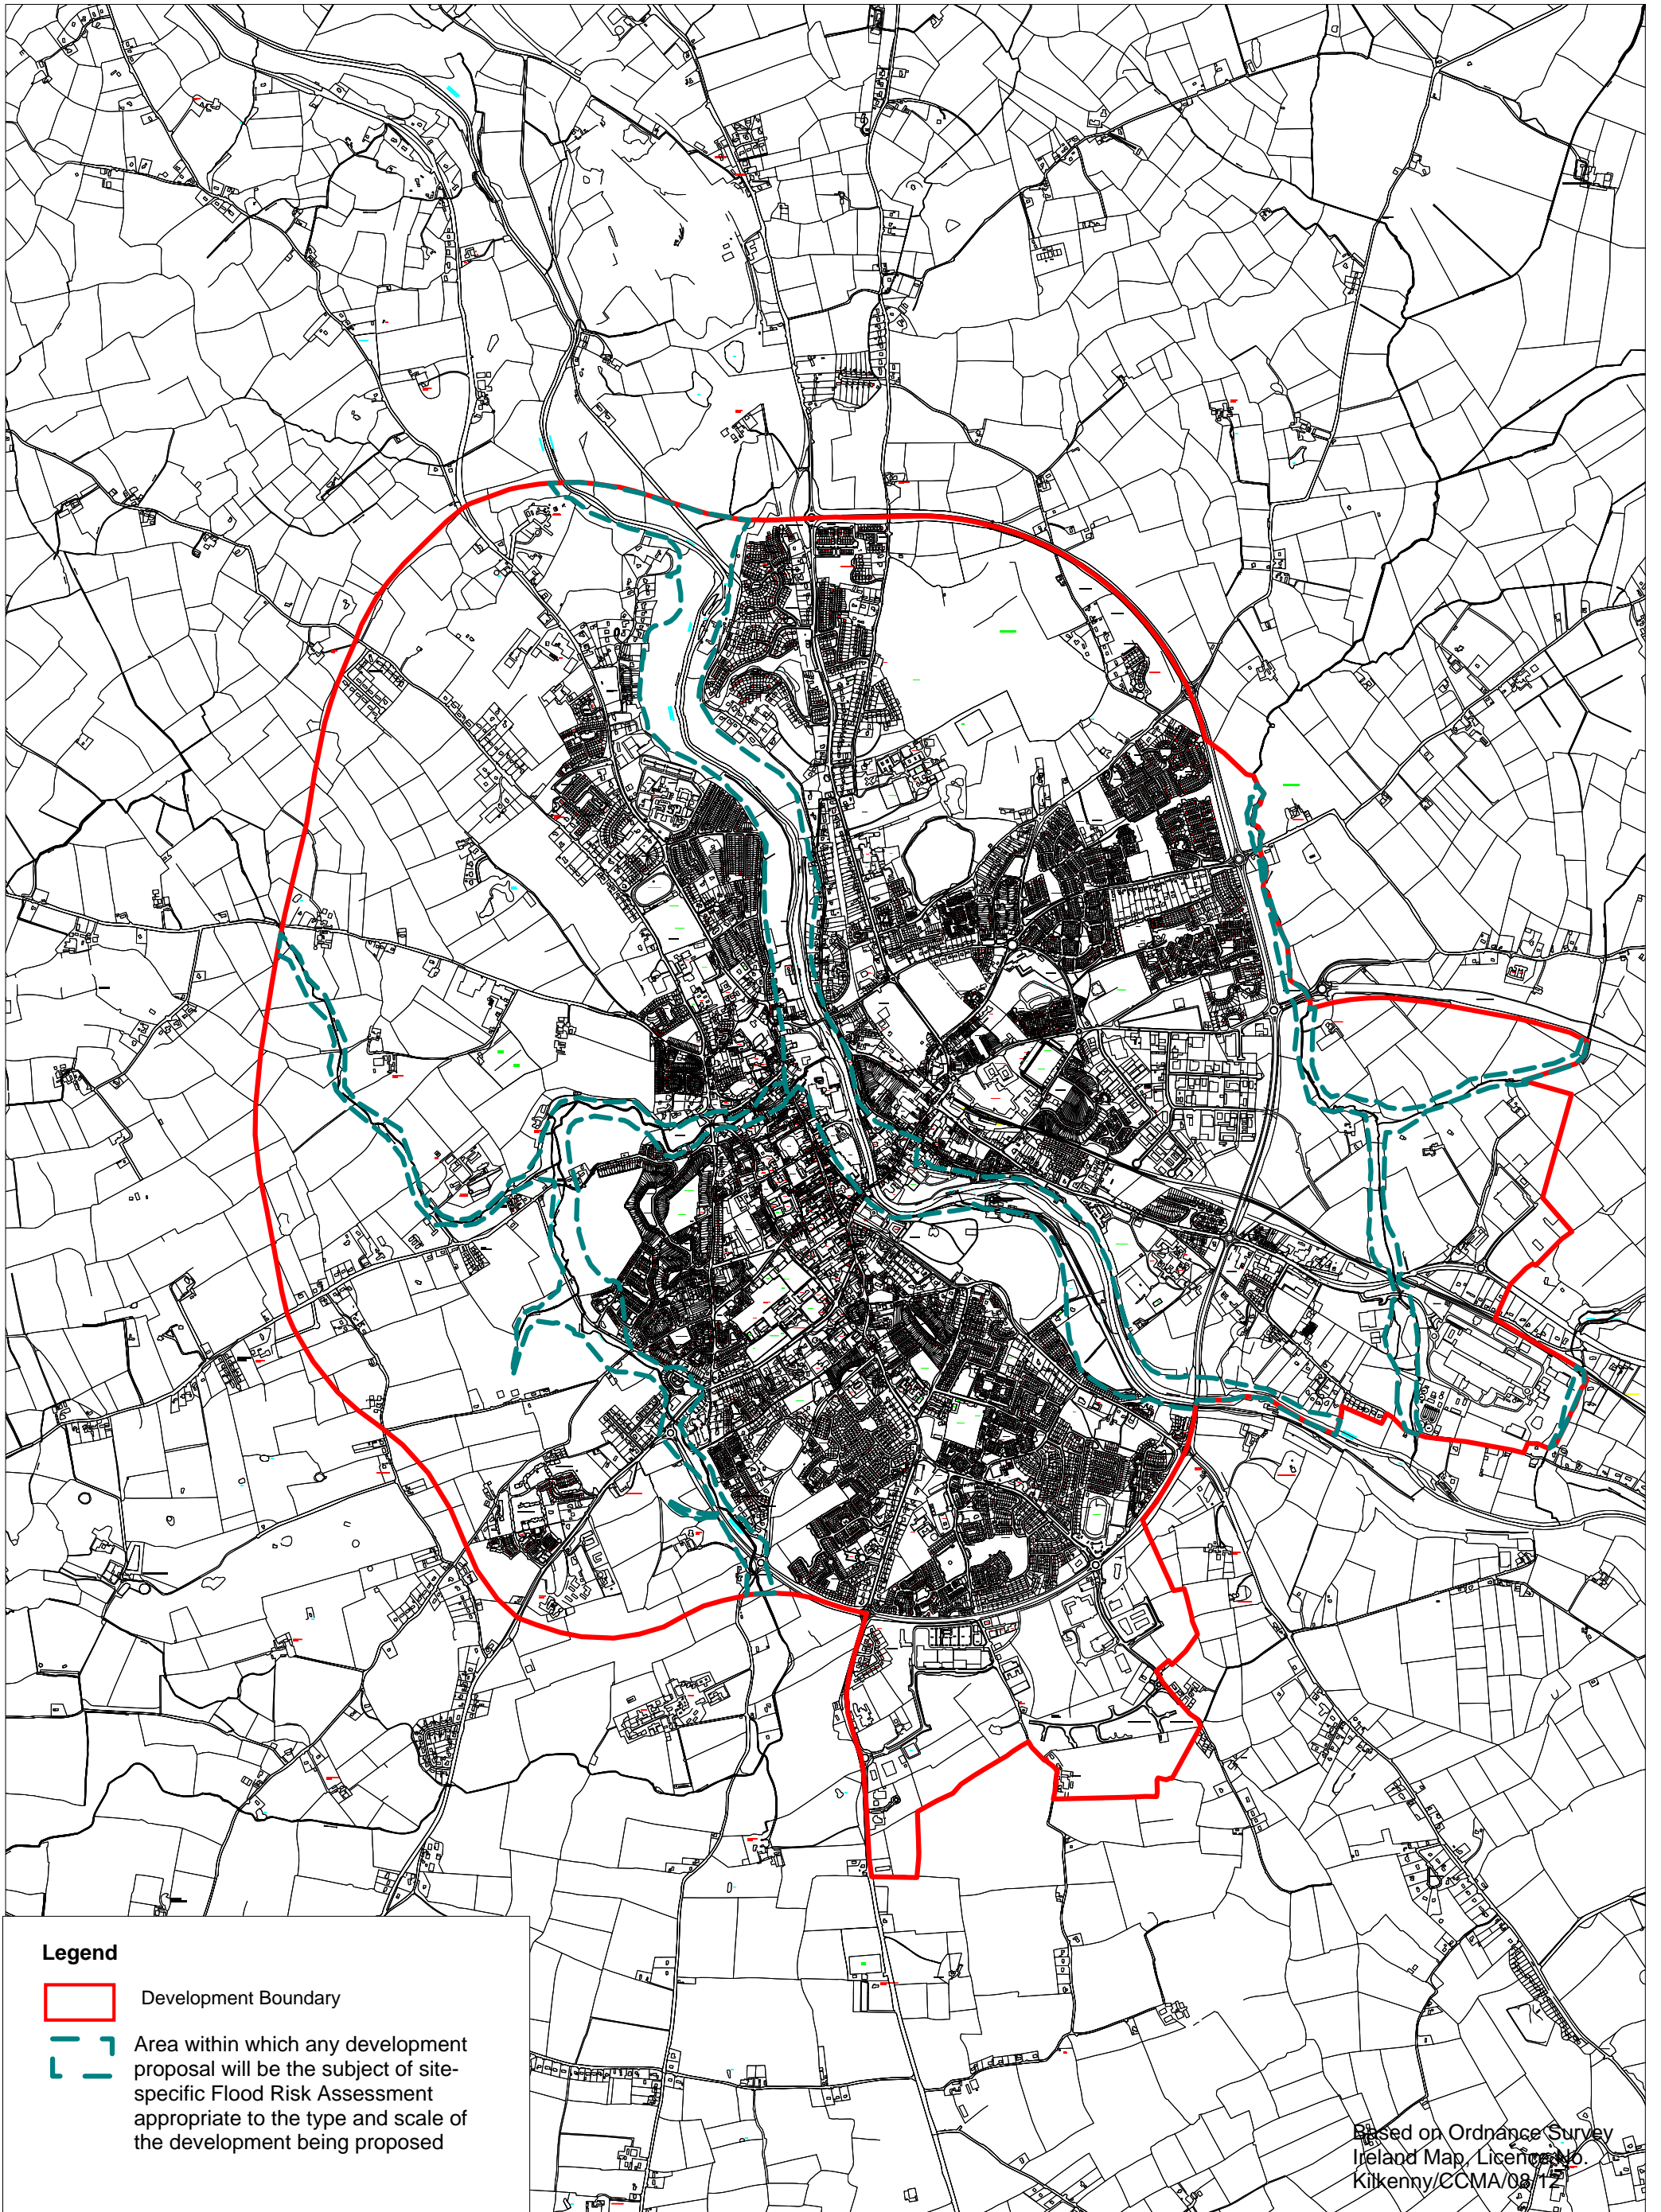 Legend
Development Boundary
Area within which any development
proposal will be the subject of site-
specific Flood Risk Assessment
appropriate to the type and scale of
the development being proposed
Based on Ordnance Survey
Ireland Map, Licence No.
Kilkenny/CCMA/08/12